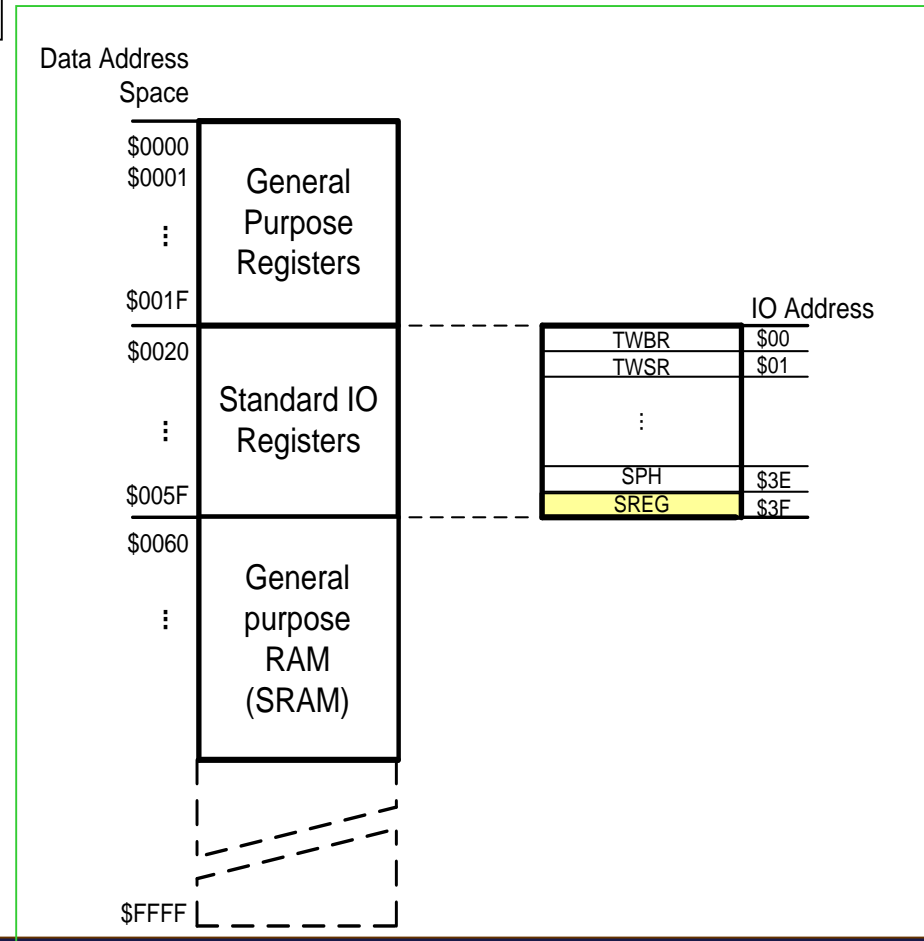 Data Address
Space
$0000
$0001
⋮
$001F
General
Purpose
Registers
$0020
⋮
$005F
Standard IO
Registers
IO Address
TWBR $00
TWSR $01
⋮
SPH $3E
SREG $3F
$0060
⋮
General
purpose
RAM
(SRAM)
$FFFF